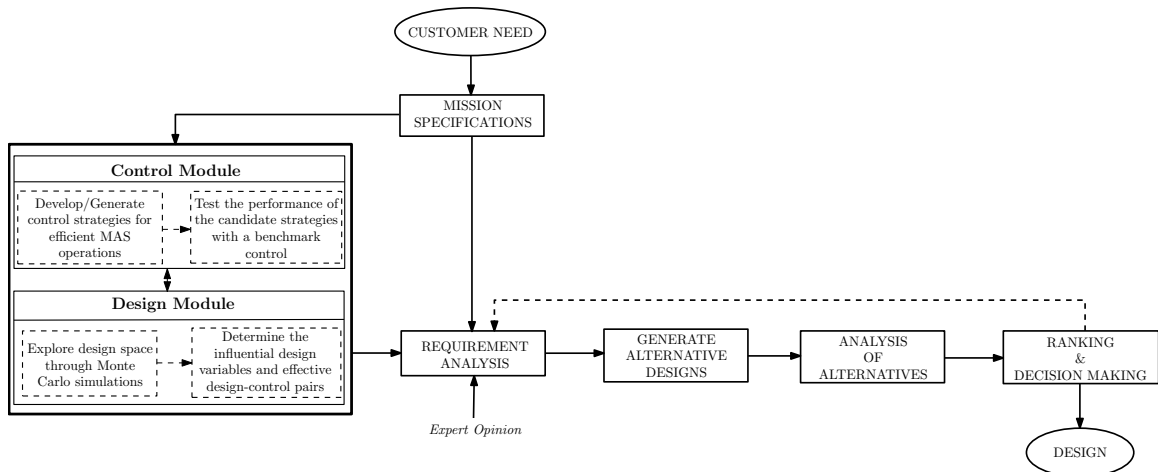 CUSTOMER NEED
MISSION
SPECIFICATIONS
Control Module
Develop/Generate
control strategies for
efficient MAS
operations
Test the performance of
the candidate strategies
with a benchmark
control
Design Module
Explore design space
through Monte
Carlo simulations
Determine the
influential design
variables and effective
design-control pairs
REQUIREMENT
ANALYSIS
Expert Opinion
GENERATE
ALTERNATIVE
DESIGNS
ANALYSIS
OF
ALTERNATIVES
RANKING
&
DECISION MAKING
DESIGN